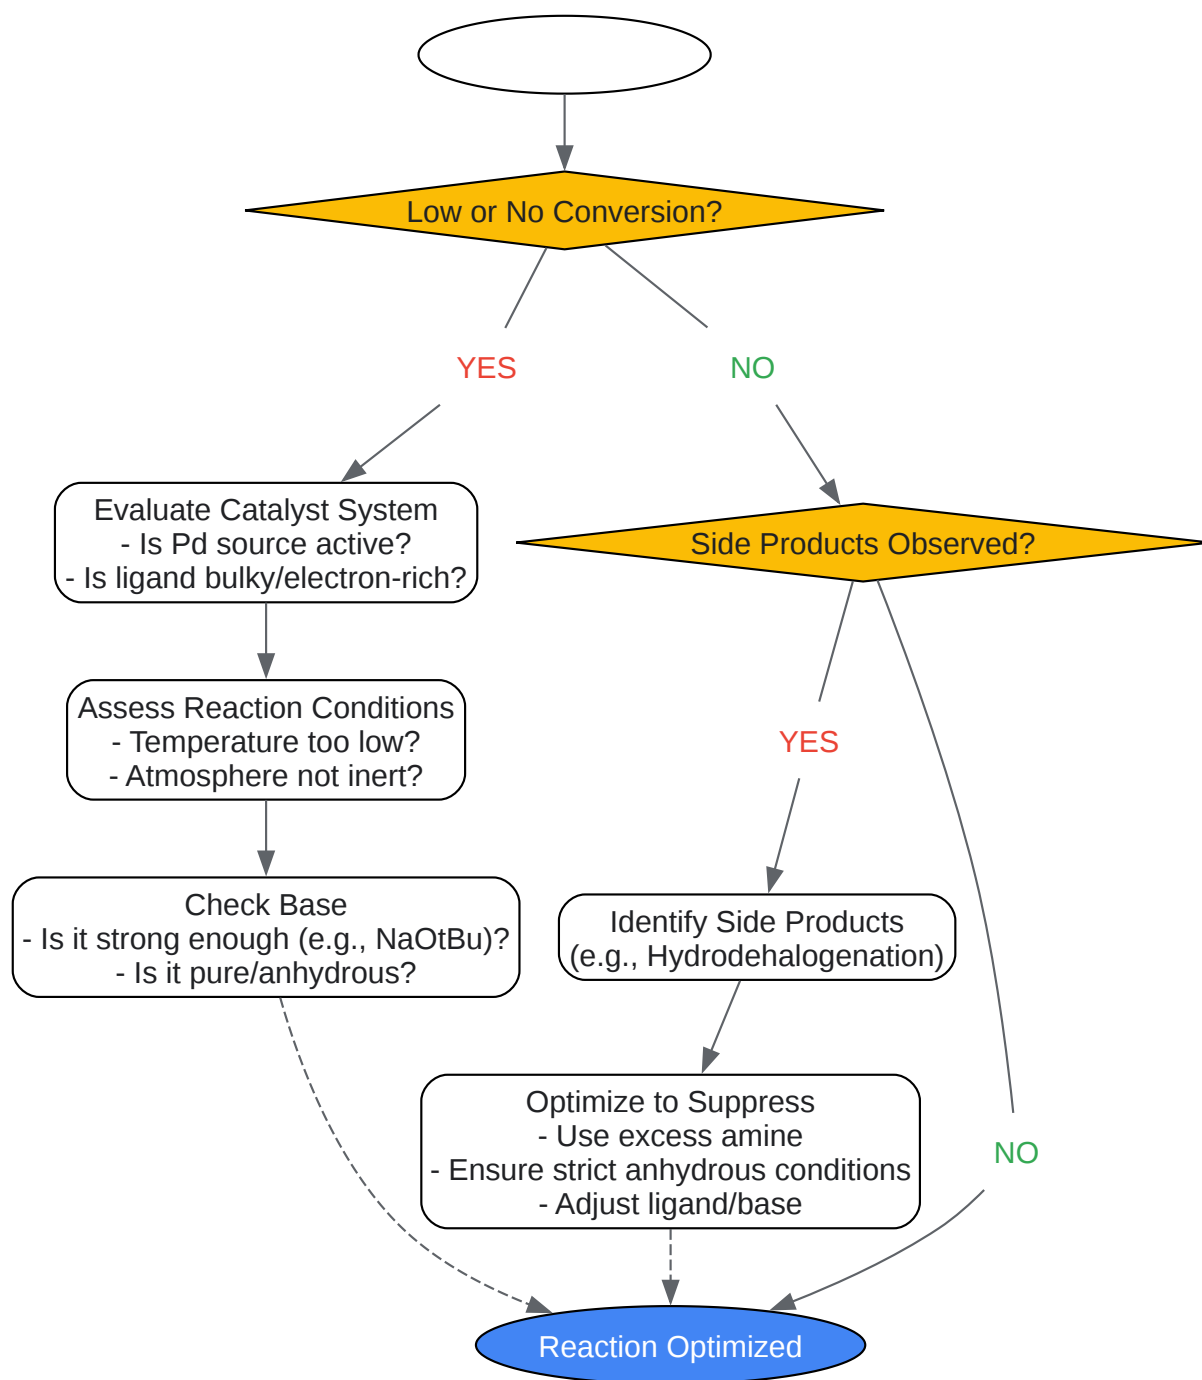 Low or No Conversion?
YES
NO
Evaluate Catalyst System
- Is Pd source active?
- Is ligand bulky/electron-rich?
Side Products Observed?
Assess Reaction Conditions
- Temperature too low?
- Atmosphere not inert?
YES
Check Base
- Is it strong enough (e.g., NaOtBu)?
- Is it pure/anhydrous?
Identify Side Products
(e.g., Hydrodehalogenation)
Optimize to Suppress
- Use excess amine
- Ensure strict anhydrous conditions
- Adjust ligand/base
NO
Reaction Optimized